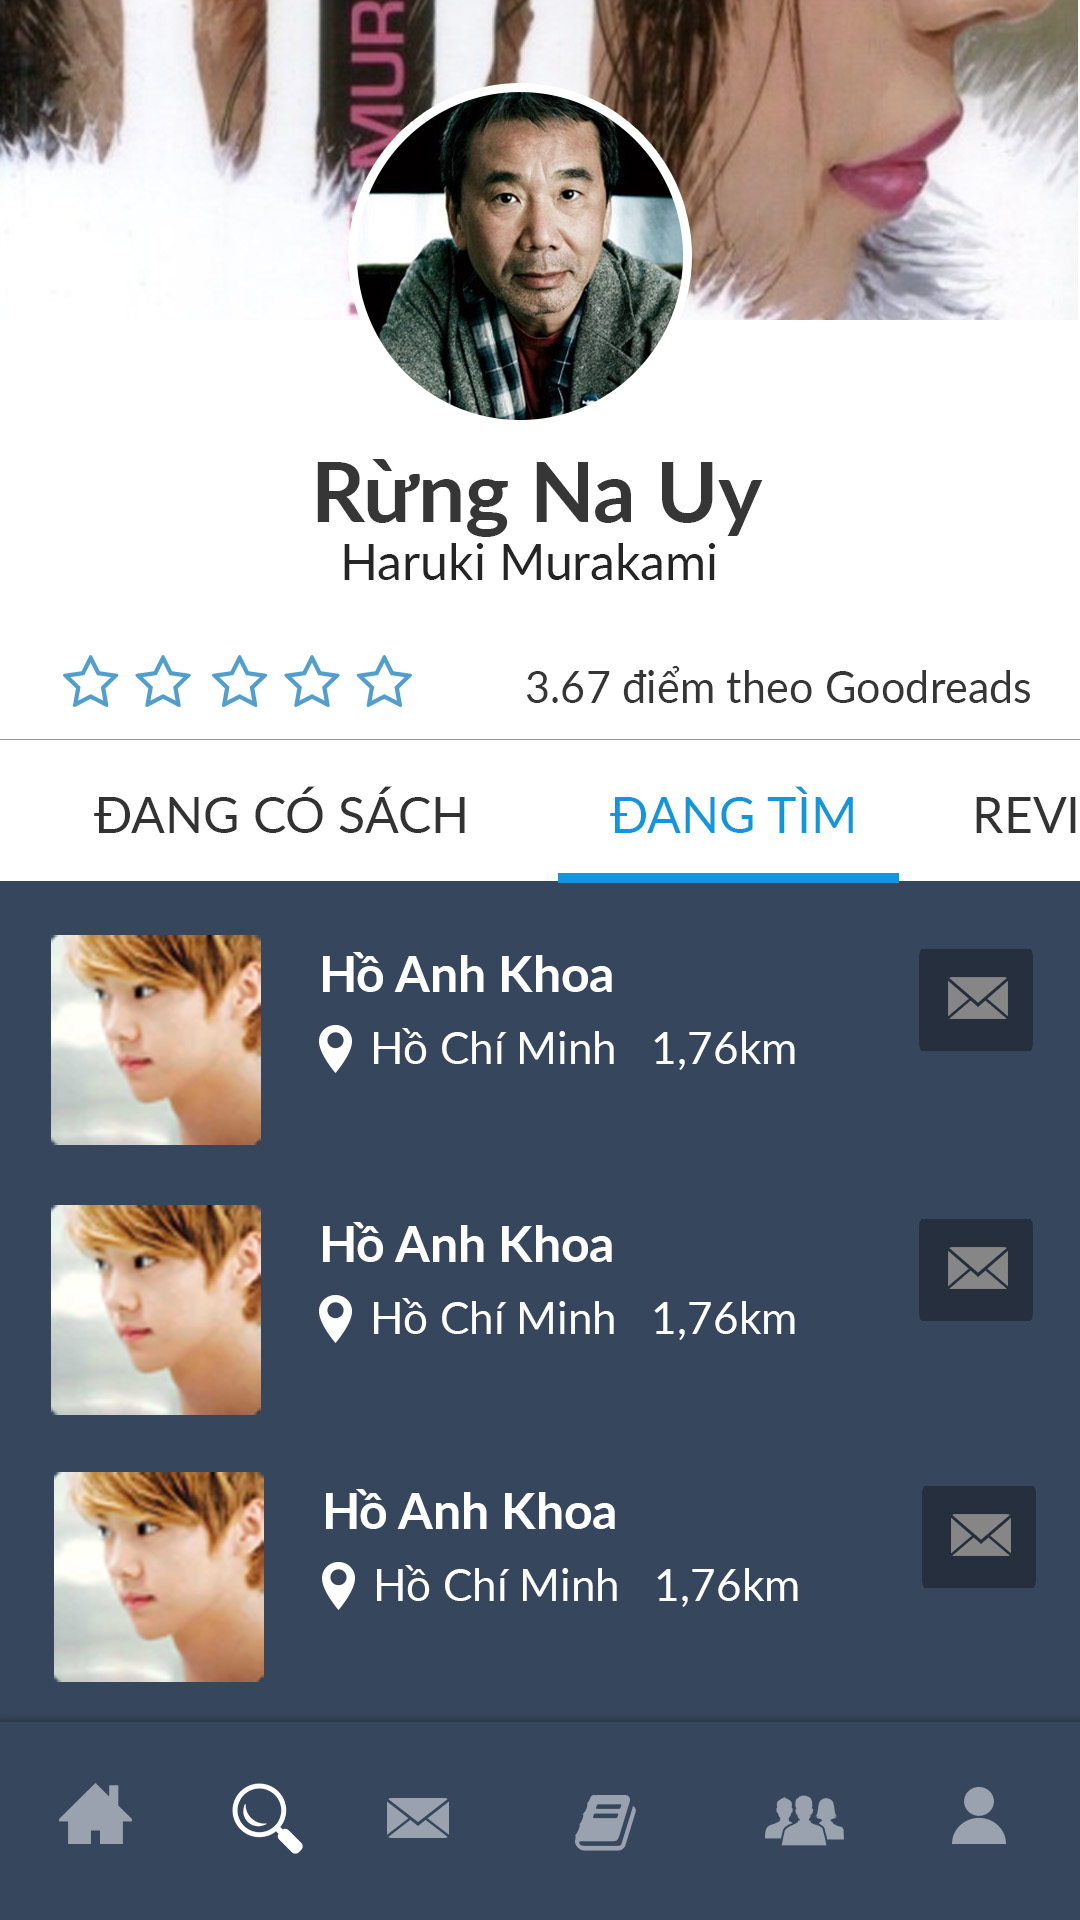 MUR
Rừng Na Uy
Haruki Murakami
3.67 điểm theo Goodreads
ĐANG CÓ SÁCH ĐANG TÌM REVI
Hồ Anh Khoa
Hồ Chí Minh 1,76km
Hồ Anh Khoa
Hồ Chí Minh 1,76km
Hồ Anh Khoa
Hồ Chí Minh 1,76km